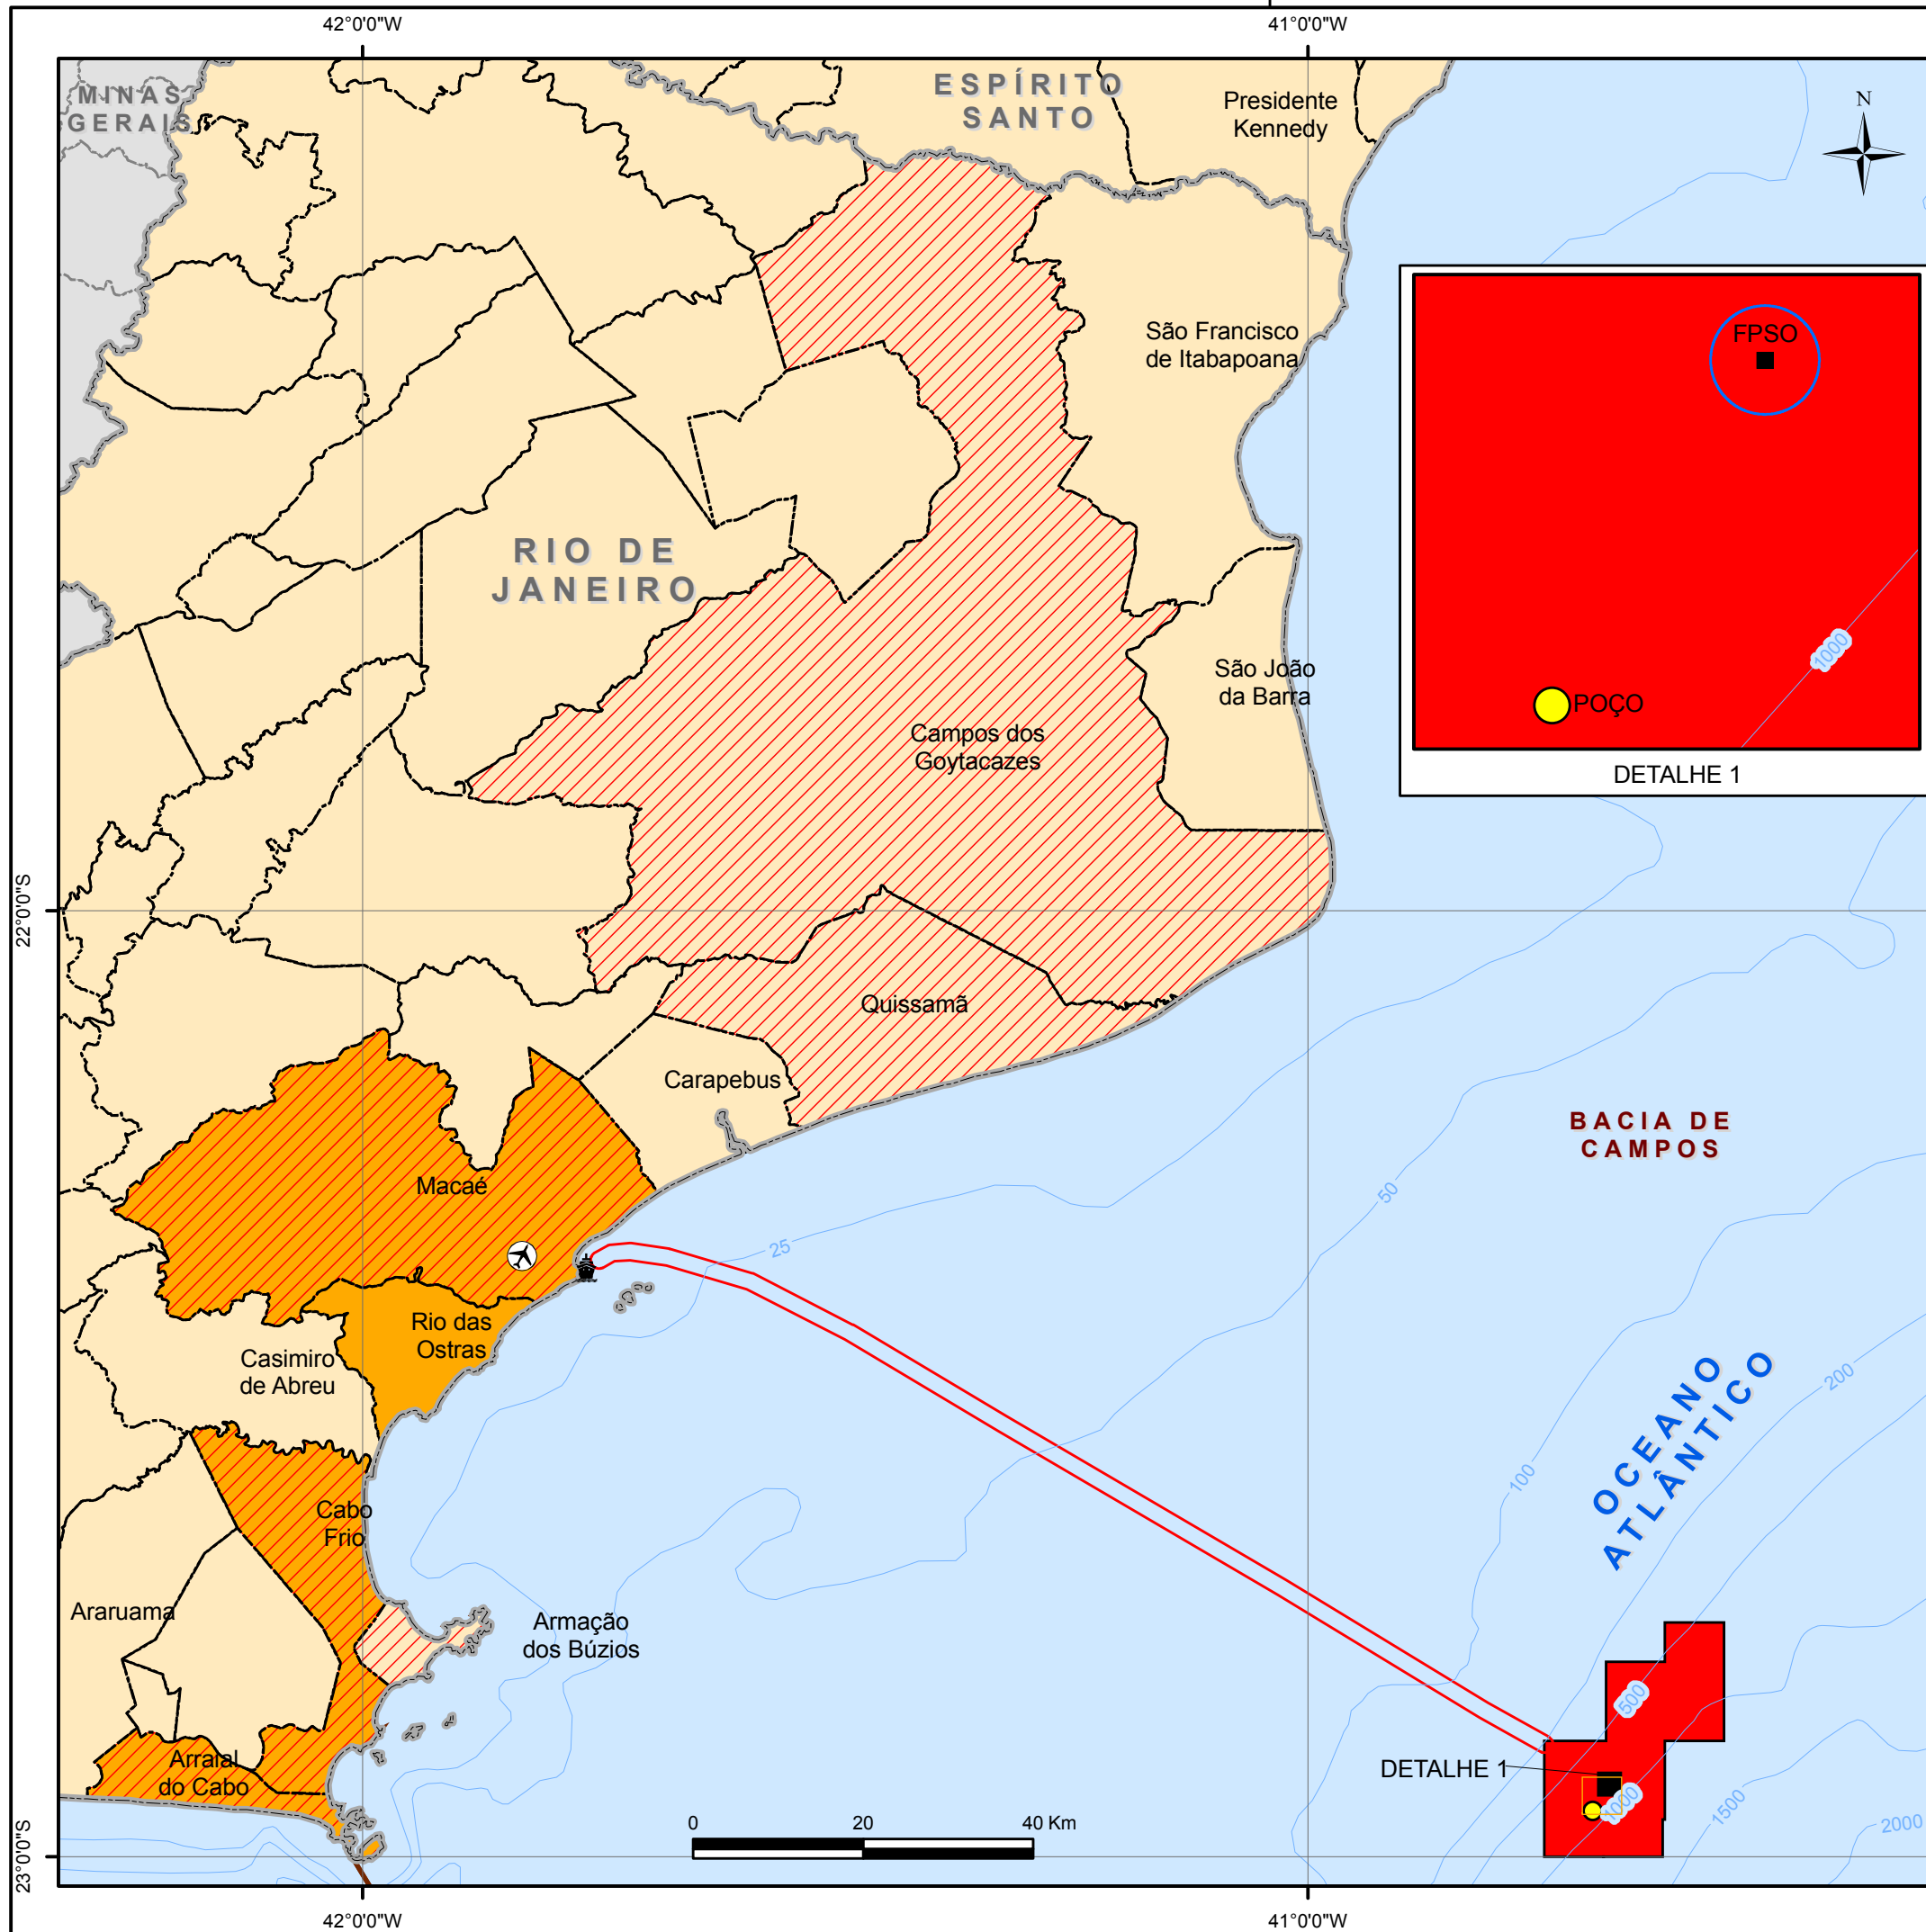 42°0'0"W
41°0'0"W
MINAS
GERAIS
ESPÍRITO
SANTO
Presidente
Kennedy
N
São Francisco
de Itabapoana
FPSO
1000
POÇO
DETALHE 1
RIO DE
JANEIRO
São João
da Barra
Campos dos
Goytacazes
22°0'0"S
Quissamã
Carapebus
BACIA DE
CAMPOS
Macaé
50
25
Rio das
Ostras
Casimiro
de Abreu
OCEANO
ATLÂNTICO
200
100
Cabo
Frio
Araruama
Armação
dos Búzios
500
Arraial
do Cabo
DETALHE 1
1000
1500
2000
0
20
40 Km
23°0'0"S
42°0'0"W
41°0'0"W